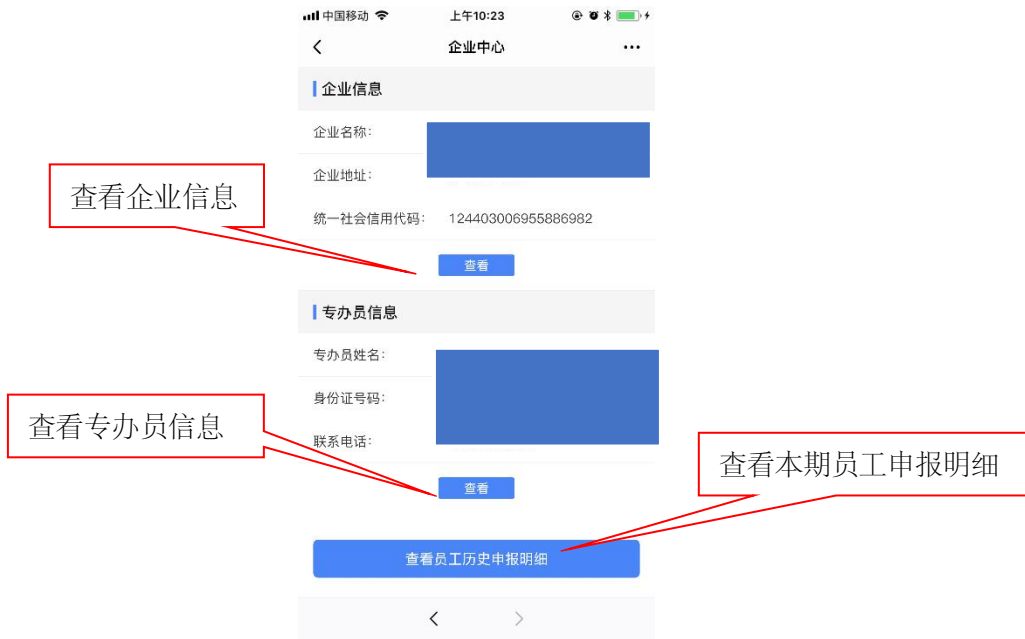 中国移动 上午10:23
企业中心
企业信息
企业名称：
企业地址：
查看企业信息
统一社会信用代码： 124403006955886982
查看
专办员信息
专办员姓名：
身份证号码：
查看专办员信息
联系电话：
查看本期员工申报明细
查看
查看员工历史申报明细